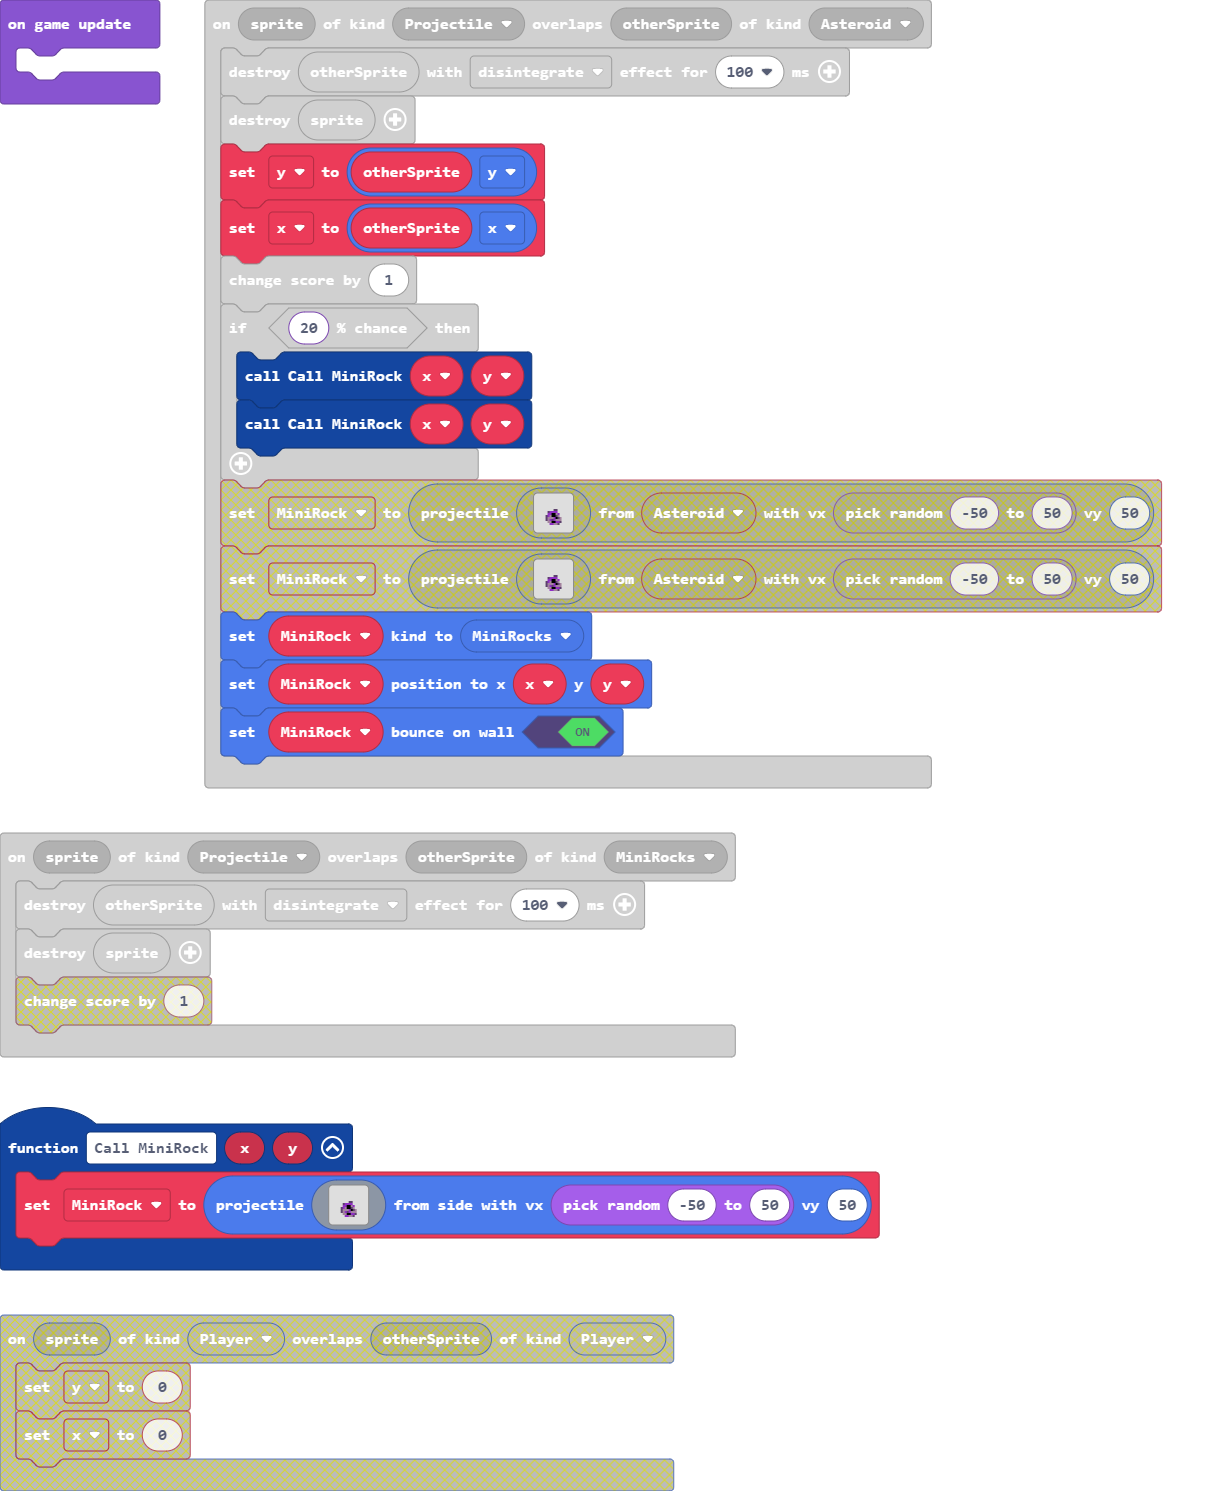 on game update
on sprite of kind Projectile overlaps otherSprite of kind Asteroid
destroy otherSprite with disintegrate effect for 100 ms
destroy sprite
set y to otherSprite y
set x to otherSprite x
change score by 1
if 20 % chance then
call Call MiniRock x y
call Call MiniRock x y
set MiniRock to projectile from Asteroid with vx pick random -50 to 50 vy 50
set MiniRock to projectile from Asteroid with vx pick random -50 to 50 vy 50
set MiniRock kind to MiniRocks
set MiniRock position to x x y y
set MiniRock bounce on wall ON
on sprite of kind Projectile overlaps otherSprite of kind MiniRocks
destroy otherSprite with disintegrate effect for 100 ms
destroy sprite
change score by 1
function Call MiniRock x y
set MiniRock to projectile from side with vx pick random -50 to 50 vy 50
on sprite of kind Player overlaps otherSprite of kind Player
set y to 0
set x to 0